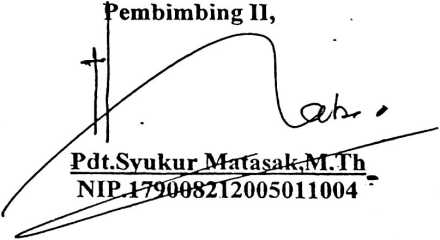 Pembimbing II,
Pdt.Syukur Matasak,M.Th
NIP.179008212005011004